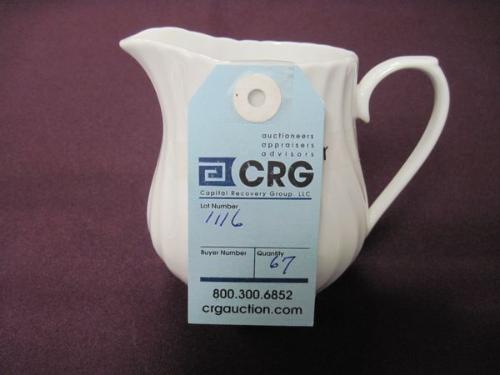 auctioneers
appraisers
advisors
CRG
Capital Recovery Group, LLC
Lot Number
1116
Buyer Number Quantity
67
800.300.6852
crgauction.com